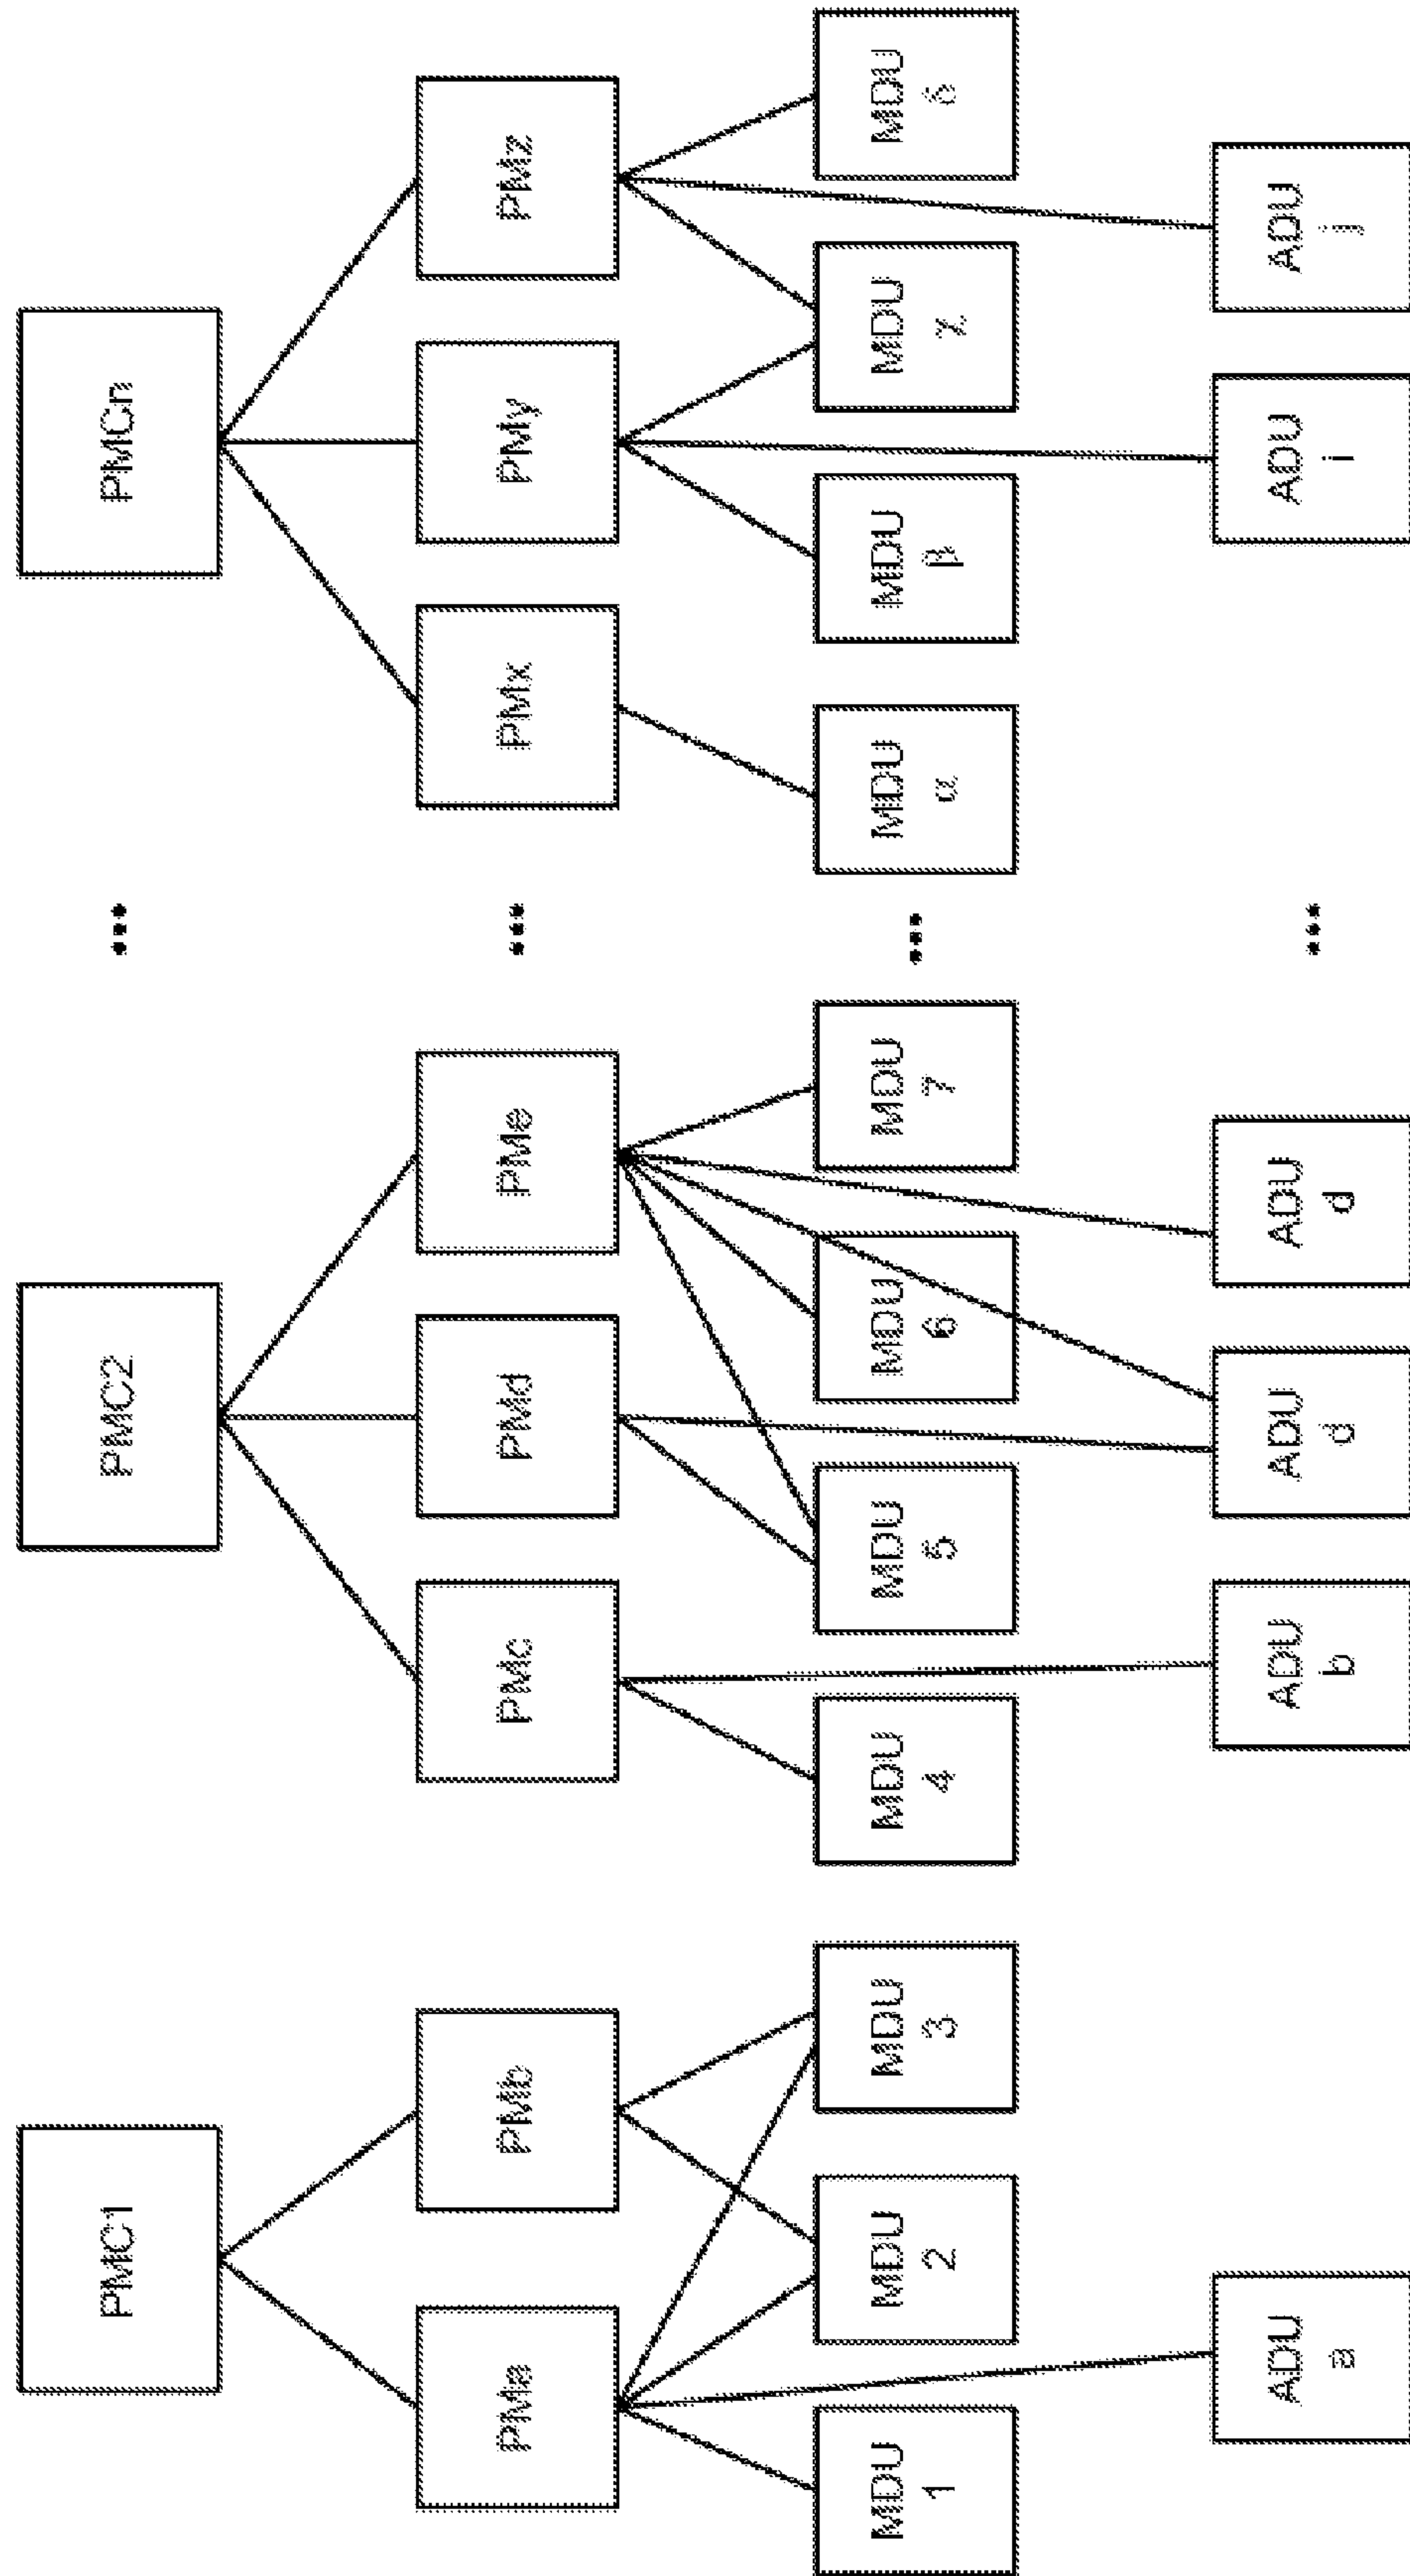 PMC1
PMC2
•••
PMCn
PMa
PMb
PMc
PMd
PMe
•••
PMx
PMy
PMz
MDU
1
MDU
2
MDU
3
MDU
4
MDU
5
MDU
6
MDU
7
•••
MDU
α
MDU
β
MDU
χ
MDU
δ
ADU
a
ADU
b
ADU
d
ADU
d
•••
ADU
i
ADU
j